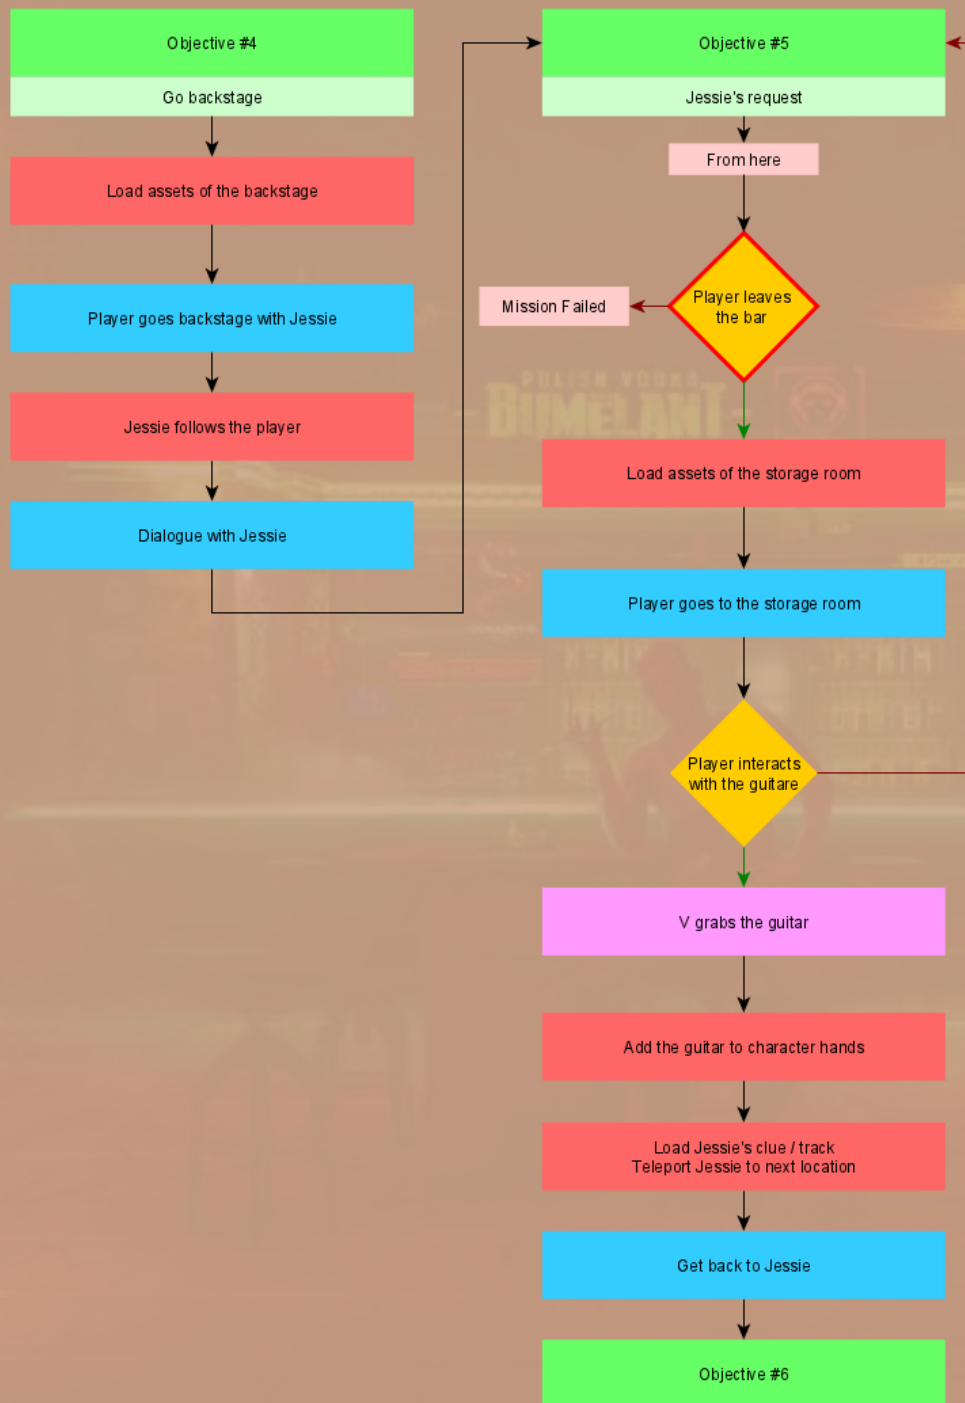 Objective #4
Go backstage
Load assets of the backstage
Player goes backstage with Jessie
Jessie follows the player
Dialogue with Jessie
Objective #5
Jessie's request
From here
Player leaves
the bar
Mission Failed
POLISH VODKA
BUMELANT
Load assets of the storage room
Player goes to the storage room
Player interacts
with the guitare
V grabs the guitar
Add the guitar to character hands
Load Jessie's clue / track
Teleport Jessie to next location
Get back to Jessie
Objective #6